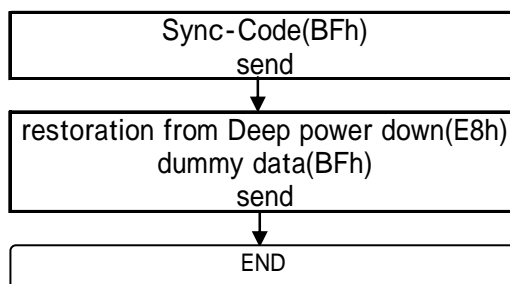 Sync-Code(BFh)
send
restoration from Deep power down(E8h)
dummy data(BFh)
send
END